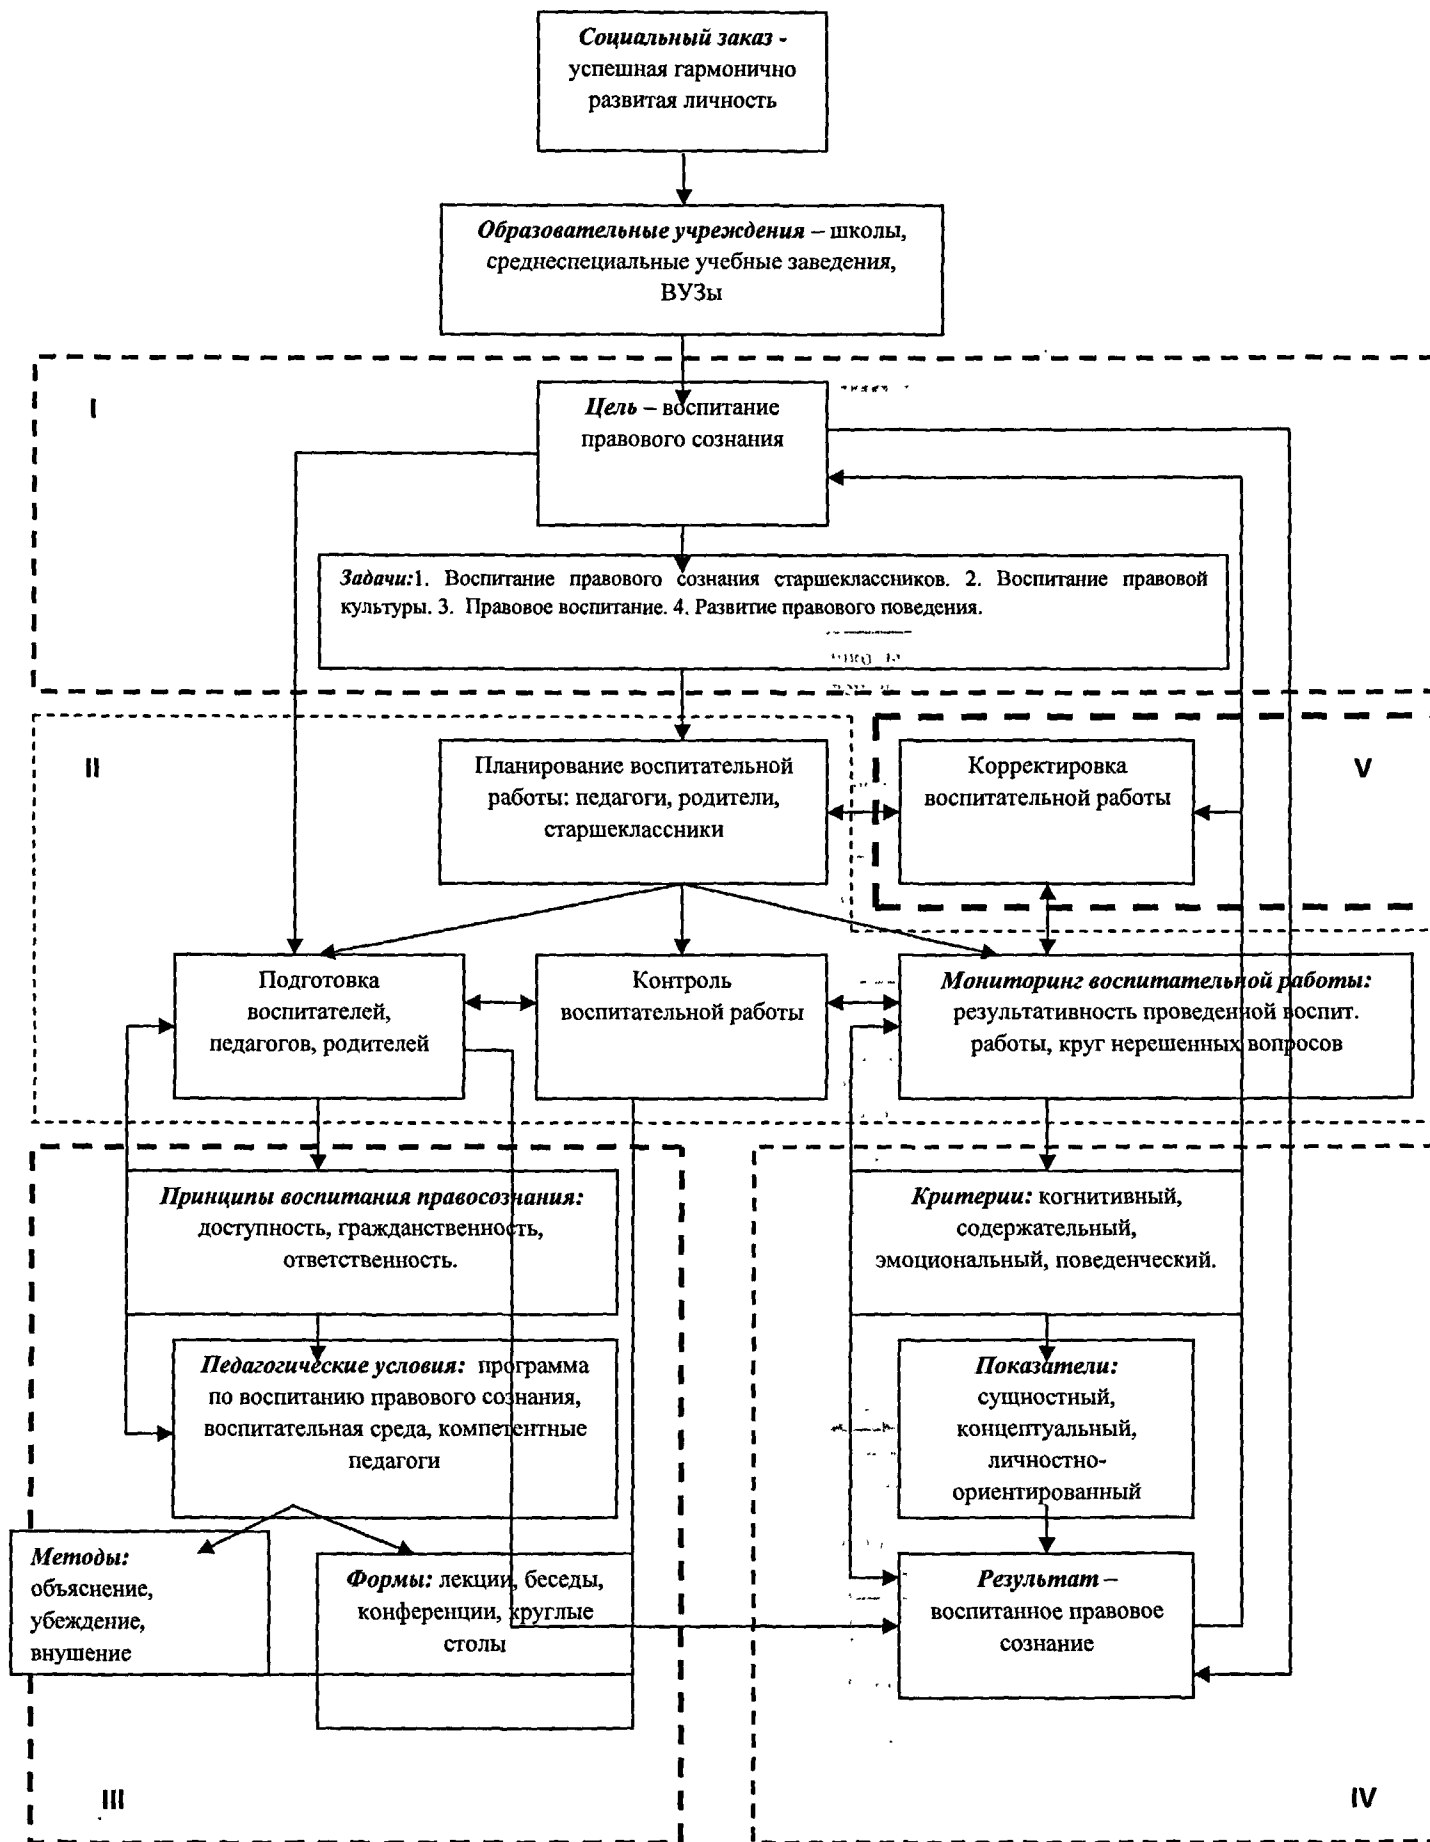 Социальный заказ -
успешная гармонично
развитая личность
Образовательные учреждения – школы,
среднеспециальные учебные заведения,
ВУЗы
I
Цель – воспитание
правового сознания
Задачи:1. Воспитание правового сознания старшеклассников. 2. Воспитание правовой
культуры. 3. Правовое воспитание. 4. Развитие правового поведения.
II
Планирование воспитательной
работы: педагоги, родители,
старшеклассники
Корректировка
воспитательной работы
V
Подготовка
воспитателей,
педагогов, родителей
Контроль
воспитательной работы
Мониторинг воспитательной работы:
результативность проведенной воспит.
работы, круг нерешенных вопросов
Принципы воспитания правосознания:
доступность, гражданственность,
ответственность.
Критерии: когнитивный,
содержательный,
эмоциональный, поведенческий.
Педагогические условия: программа
по воспитанию правового сознания,
воспитательная среда, компетентные
педагоги
Показатели:
сущностный,
концептуальный,
личностно-
ориентированный
Методы:
объяснение,
убеждение,
внушение
Формы: лекции, беседы,
конференции, круглые
столы
Результат –
воспитанное правовое
сознание
III
IV